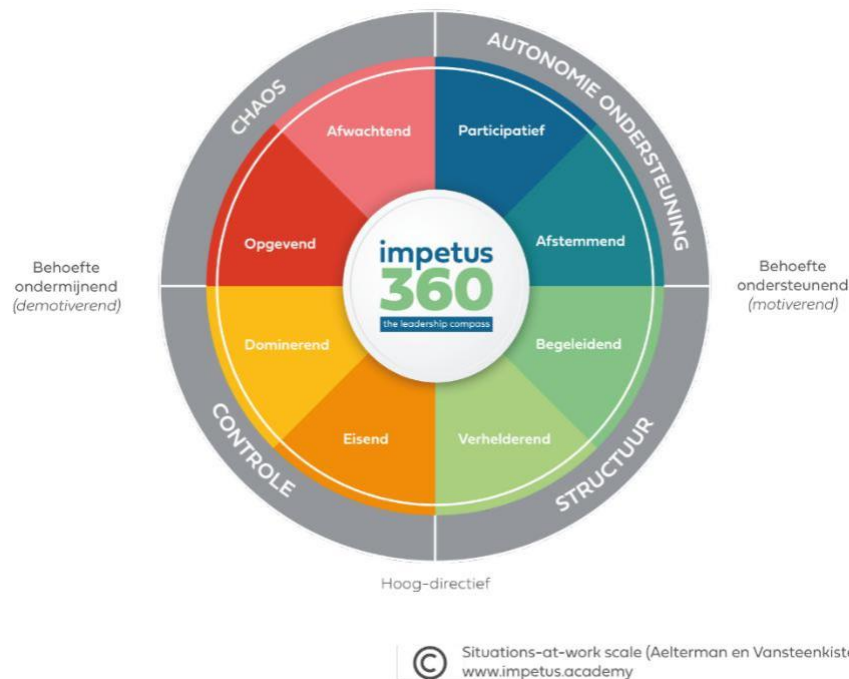 CHAOS
AUTONOMIE ONDERSTEUNING
Afwachtend
Participatief
Opgevend
Afstemmend
impetus
360
the leadership compass
Behoefte
ondermijnend
(demotiverend)
Behoefte
ondersteunend
(motiverend)
Dominerend
Begeleidend
Eisend
Verhelderend
CONTROLE
STRUCTUUR
Hoog-directief
© Situations-at-work scale (Aelterman en Vansteenkiste
www.impetus.academy